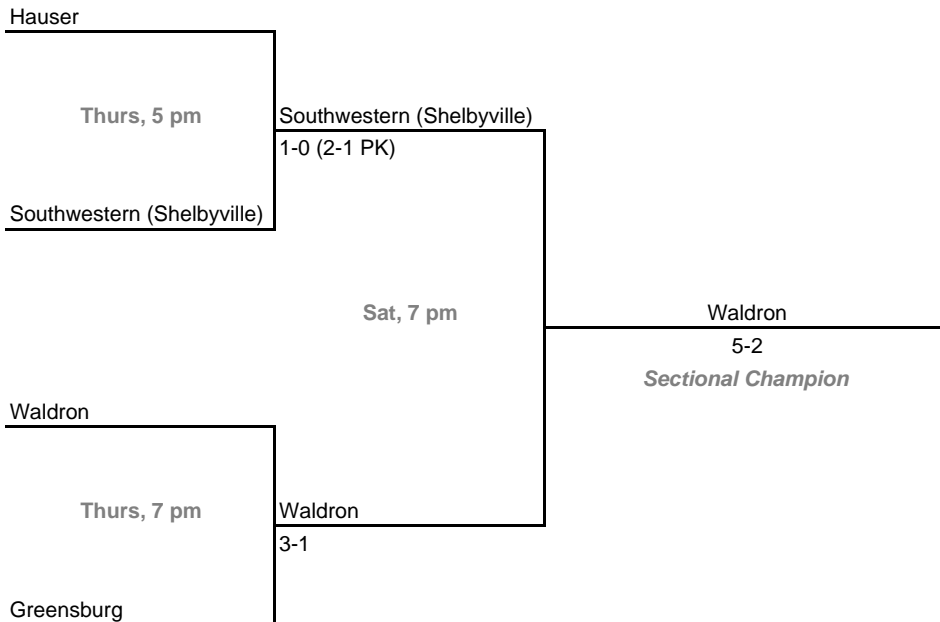 Hauser
Thurs, 5 pm
Southwestern (Shelbyville)
1-0 (2-1 PK)
Southwestern (Shelbyville)
Sat, 7 pm
Waldron
5-2
Sectional Champion
Waldron
Thurs, 7 pm
Waldron
3-1
Greensburg